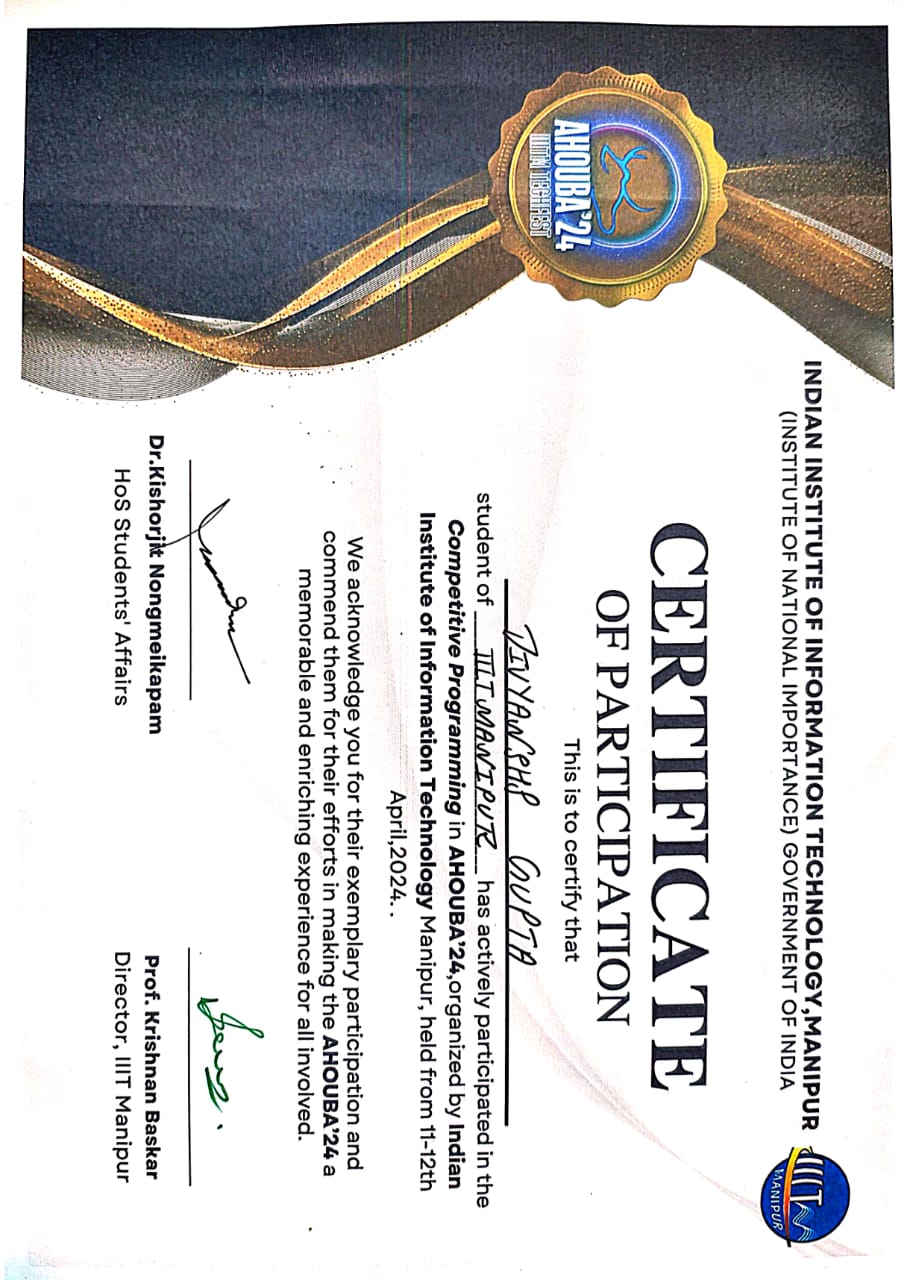 INDIAN INSTITUTE OF INFORMATION TECHNOLOGY,MANIPUR
(INSTITUTE OF NATIONAL IMPORTANCE) GOVERNMENT OF INDIA
IIIT
MANIPUR
CERTIFICATE
OF PARTICIPATION
This is to certify that
DIVYANSHS GUPTA
student of IIITMANIPUR has actively participated in the
Competitive Programming in AHOUBA'24,organized by Indian
Institute of Information Technology Manipur, held from 11-12th
April,2024. .
We acknowledge you for their exemplary participation and
commend them for their efforts in making the AHOUBA'24 a
memorable and enriching experience for all involved.
AHOUBA'24
IIITM TECHFEST
Dr.Kishorjit Nongmeikapam
HoS Students' Affairs
Prof. Krishnan Baskar
Director, IIIT Manipur